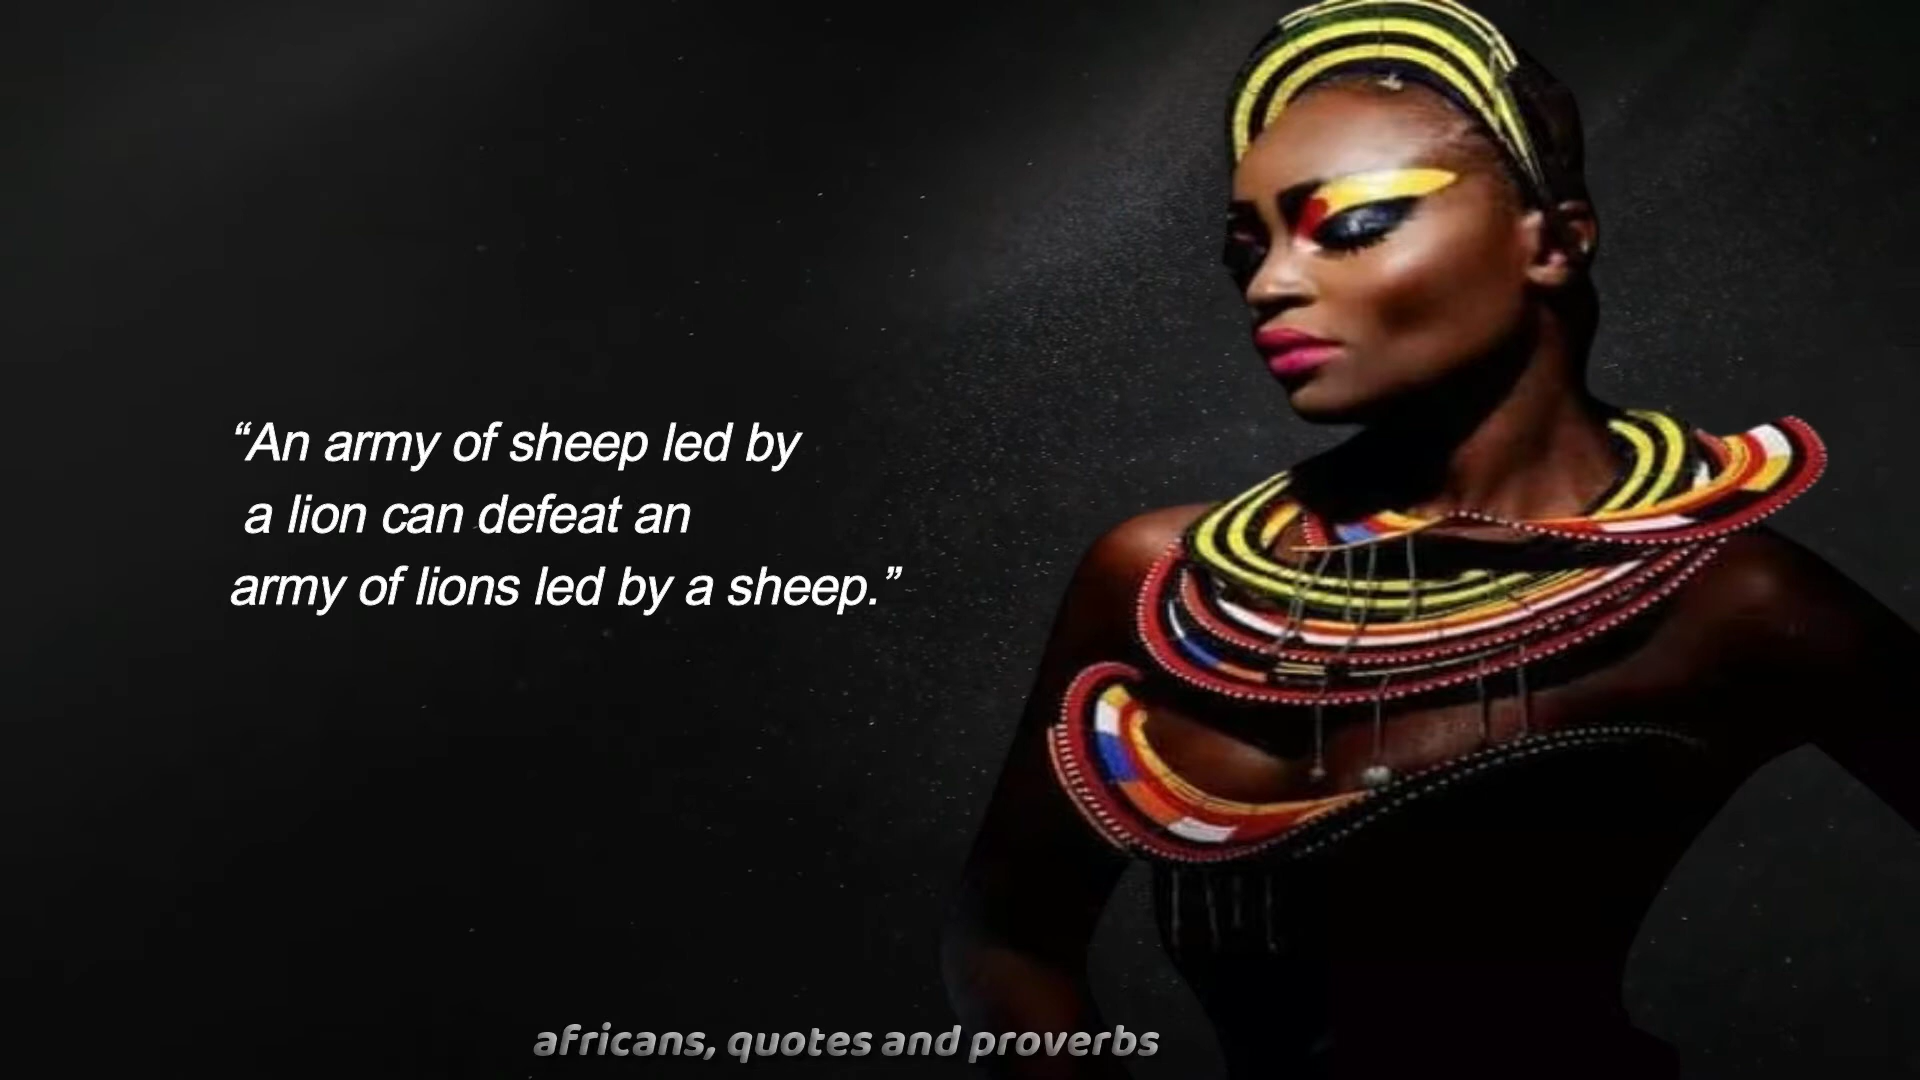 “An army of sheep led by
a lion can defeat an
army of lions led by a sheep.”
africans, quotes and proverbs